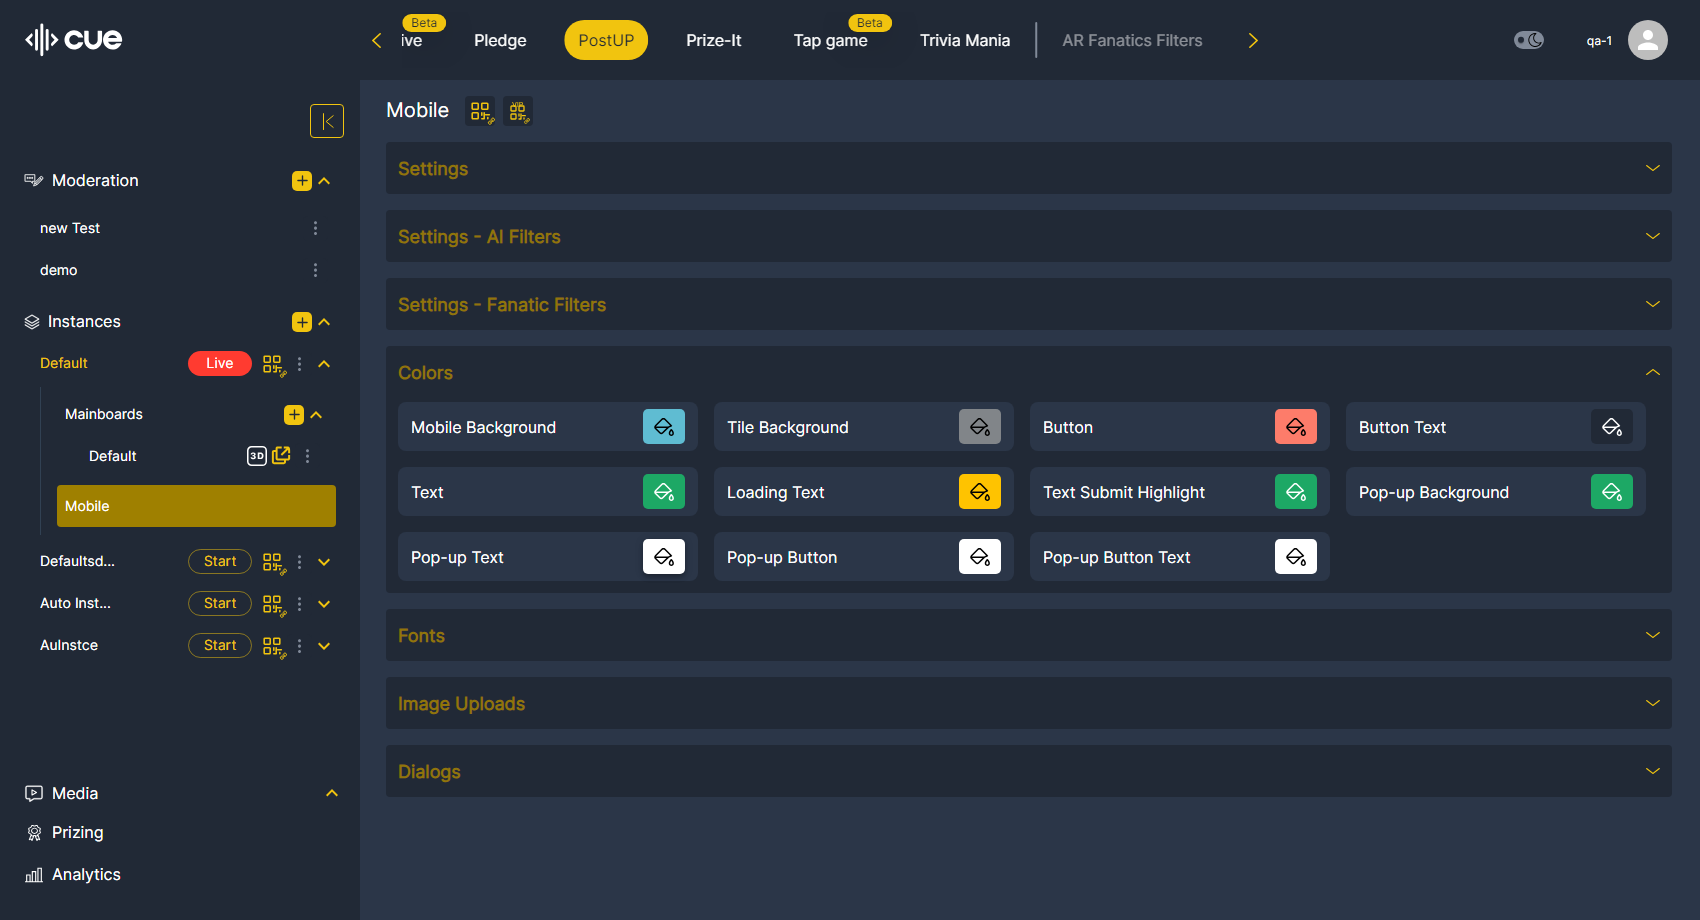 cue
Beta
ive
Pledge
PostUP
Prize-It
Beta
Tap game
Trivia Mania
AR Fanatics Filters
qa-1
Moderation
new Test
demo
Instances
Default
Live
Mainboards
Default
3D
Mobile
Defaultsd...
Start
Auto Inst...
Start
AuInstce
Start
Media
Prizing
Analytics
Mobile
Settings
Settings - AI Filters
Settings - Fanatic Filters
Colors
Mobile Background
Tile Background
Button
Button Text
Text
Loading Text
Text Submit Highlight
Pop-up Background
Pop-up Text
Pop-up Button
Pop-up Button Text
Fonts
Image Uploads
Dialogs